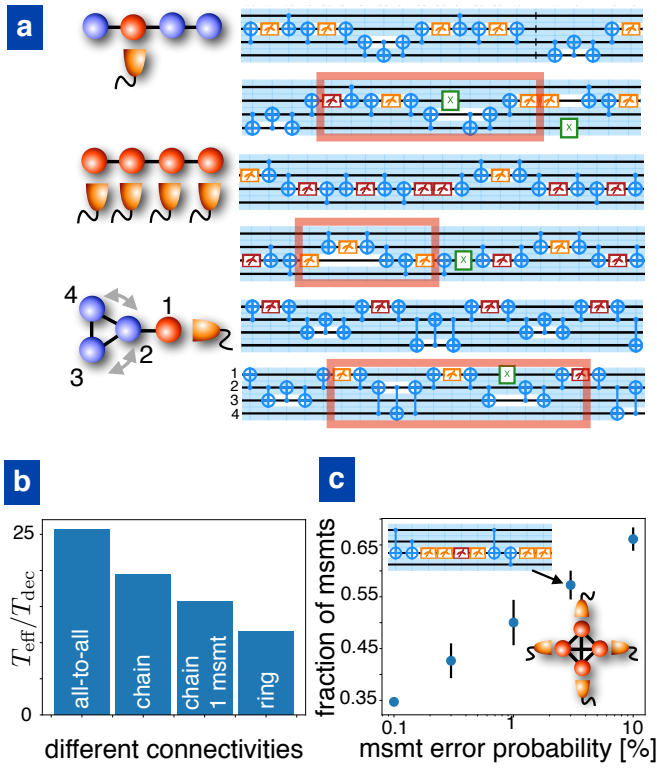 a
X
X
X
4
1
2
3
X
1
2
3
4
b
c
25
0
T_eff/T_dec
all-to-all
chain
chain
1 msmt
ring
different connectivities
fraction of msmts
0.65
0.55
0.45
0.35
0.1
1
10
msmt error probability [%]